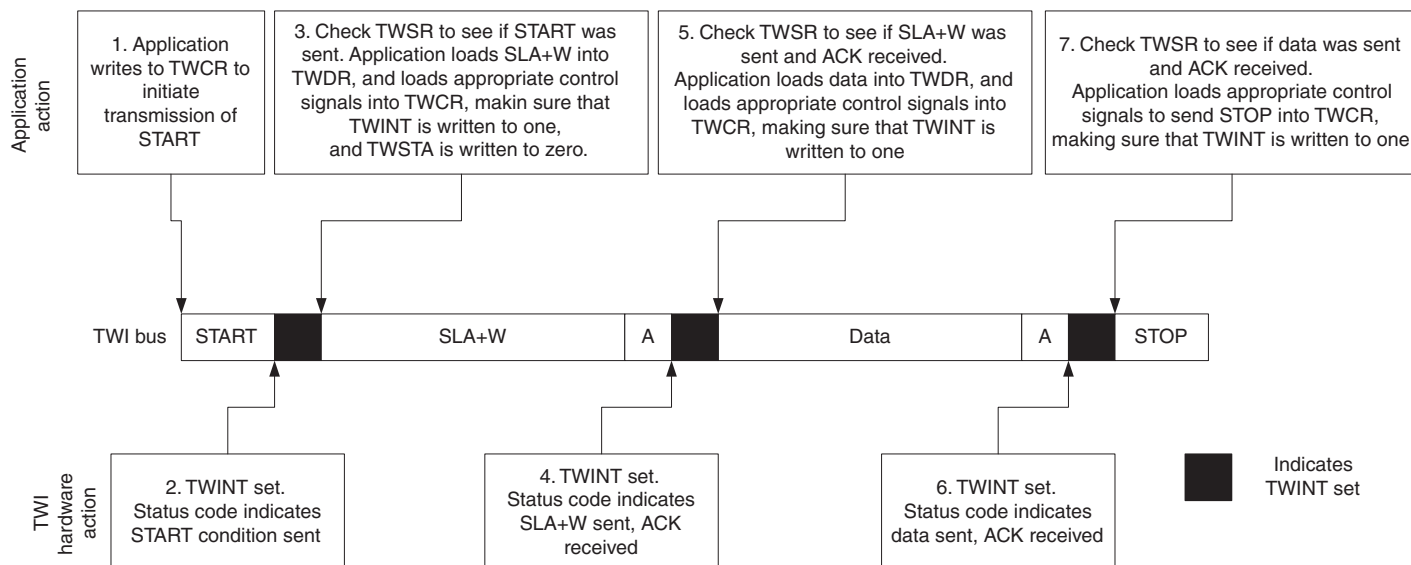 Application
action
1. Application
writes to TWCR to
initiate
transmission of
START
3. Check TWSR to see if START was
sent. Application loads SLA+W into
TWDR, and loads appropriate control
signals into TWCR, makin sure that
TWINT is written to one,
and TWSTA is written to zero.
5. Check TWSR to see if SLA+W was
sent and ACK received.
Application loads data into TWDR, and
loads appropriate control signals into
TWCR, making sure that TWINT is
written to one
7. Check TWSR to see if data was sent
and ACK received.
Application loads appropriate control
signals to send STOP into TWCR,
making sure that TWINT is written to one
TWI bus
START
SLA+W
A
Data
A
STOP
TWI
hardware
action
2. TWINT set.
Status code indicates
START condition sent
4. TWINT set.
Status code indicates
SLA+W sent, ACK
received
6. TWINT set.
Status code indicates
data sent, ACK received
Indicates
TWINT set